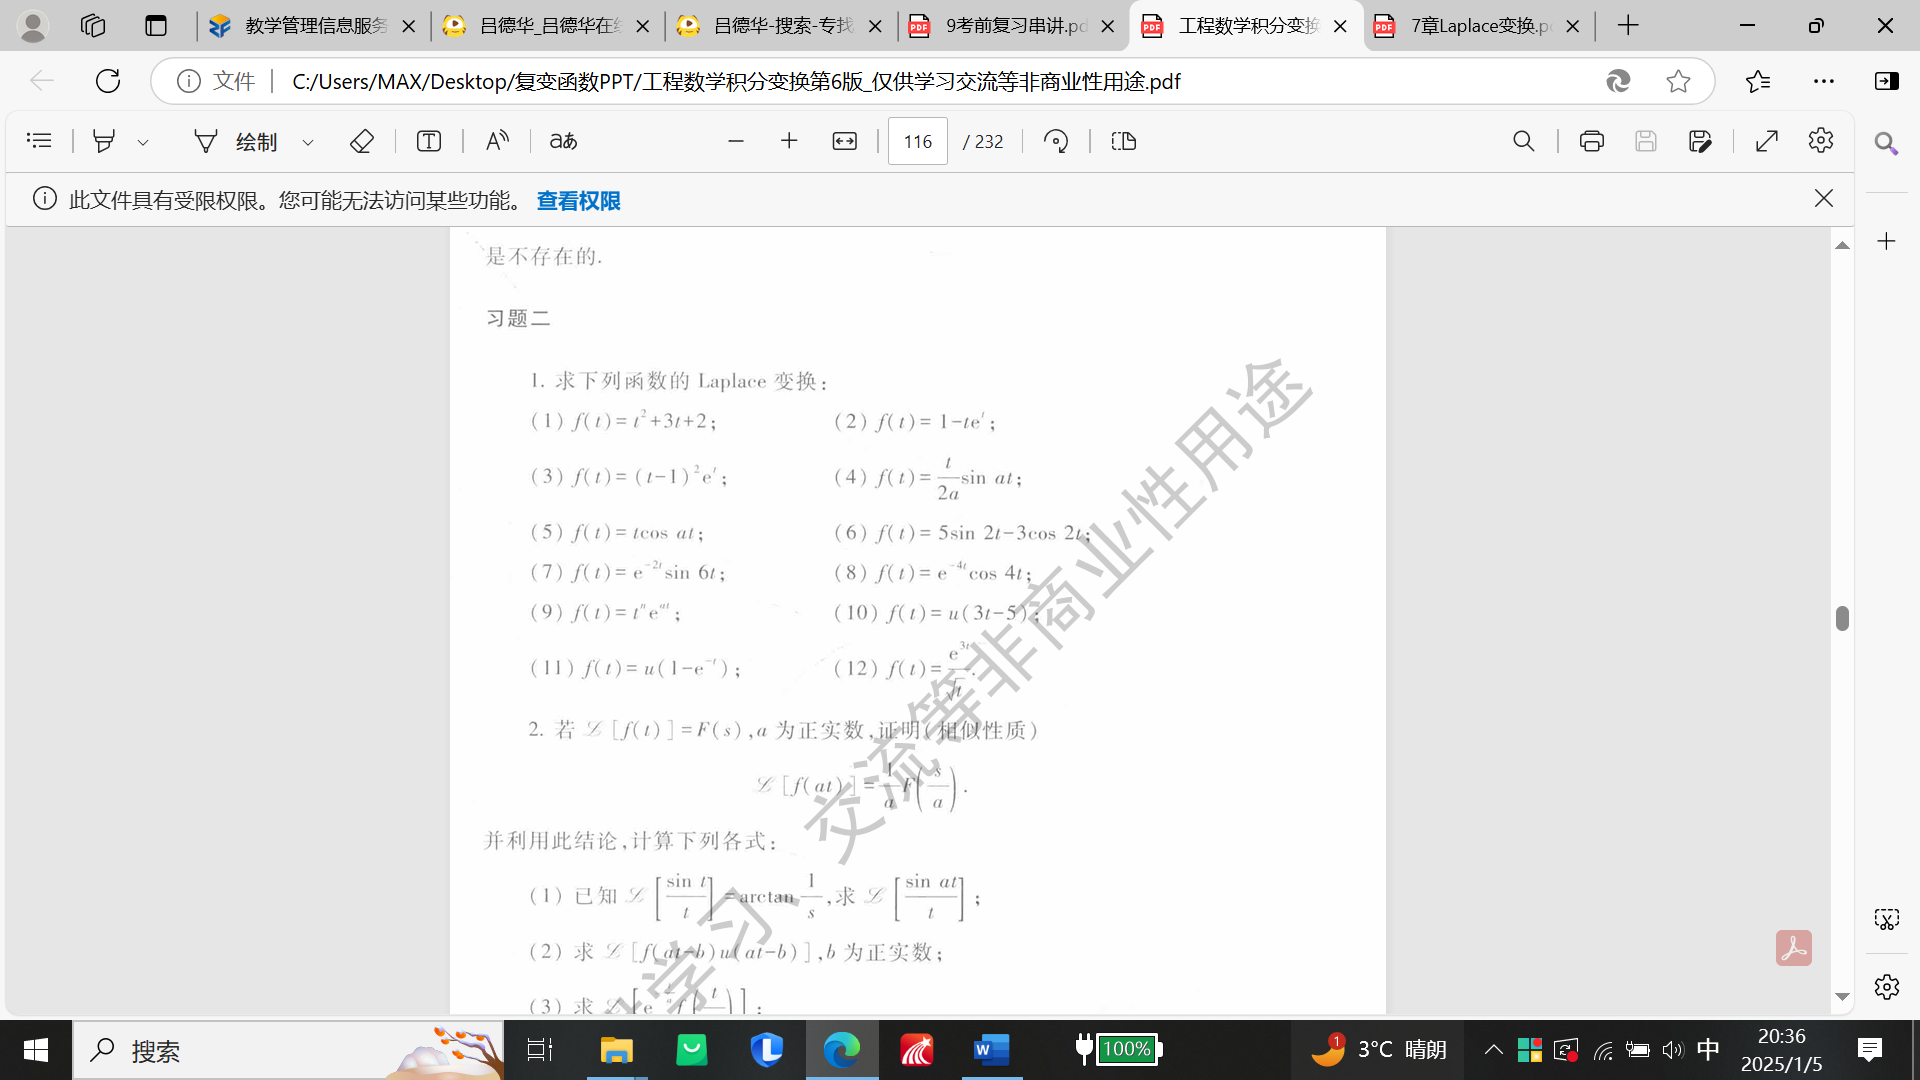 教学管理信息服务
吕德华_吕德华在线
吕德华-搜索-专找
9考前复习串讲.pd
工程数学积分变换
7章Laplace变换.p
文件
C:/Users/MAX/Desktop/复变函数PPT/工程数学积分变换第6版_仅供学习交流等非商业性用途.pdf
绘制
aあ
116 / 232
此文件具有受限权限。您可能无法访问某些功能。 查看权限
是不存在的.
习题二
1. 求下列函数的 Laplace 变换:
(1) f(t)=t²+3t+2; (2) f(t)=1-te^t;
(3) f(t)=(t-1)²e^t; (4) f(t)=t/2a sin at;
(5) f(t)=tcos at; (6) f(t)=5sin 2t-3cos 2t;
(7) f(t)=e^{-2t}sin 6t; (8) f(t)=e^{-4t}cos 4t;
(9) f(t)=t^n e^{at}; (10) f(t)=u(3t-5);
(11) f(t)=u(1-e^{-t}); (12) f(t)=e^{3t}/√t.
2. 若 ℒ[f(t)]=F(s),a 为正实数,证明(相似性质)
ℒ[f(at)]=1/a F(s/a).
并利用此结论,计算下列各式:
(1) 已知 ℒ[sin t/t]=arctan 1/s,求 ℒ[sin at/t];
(2) 求 ℒ[f(at-b)u(at-b)],b 为正实数;
(3) 求
学习、交流等非商业性用途
搜索
100%
1
3°C 晴朗
中
20:36
2025/1/5